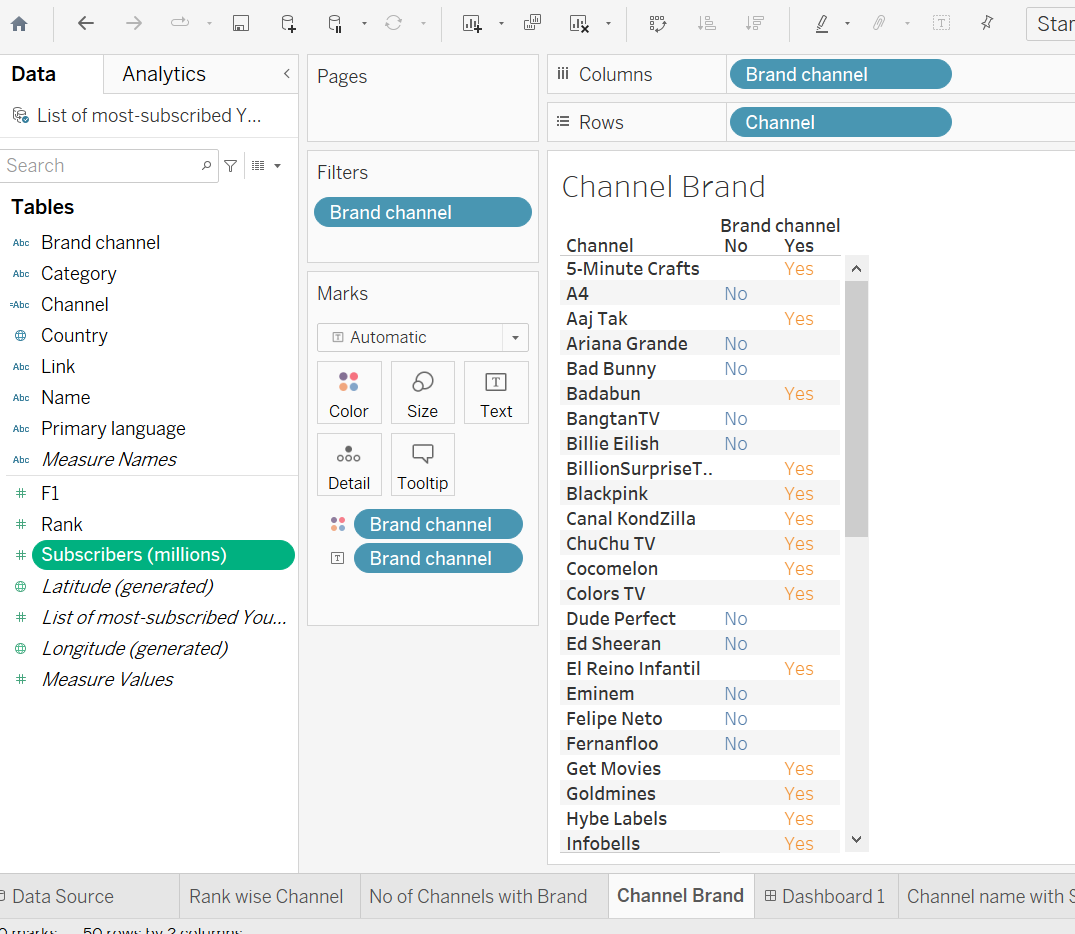 Star
Data
Analytics
List of most-subscribed Y...
Search
Tables
Abc Brand channel
Abc Category
=Abc Channel
Country
Abc Link
Abc Name
Abc Primary language
Abc Measure Names
# F1
# Rank
# Subscribers (millions)
Latitude (generated)
# List of most-subscribed You...
Longitude (generated)
# Measure Values
Pages
Filters
Brand channel
Marks
T Automatic
Color
Size
T Text
Detail
Tooltip
Brand channel
T Brand channel
Columns Brand channel
Rows Channel
Channel Brand
Brand channel
Channel No Yes
5-Minute Crafts Yes
A4 No
Aaj Tak Yes
Ariana Grande No
Bad Bunny No
Badabun Yes
BangtanTV No
Billie Eilish No
BillionSurpriseT.. Yes
Blackpink Yes
Canal KondZilla Yes
ChuChu TV Yes
Cocomelon Yes
Colors TV Yes
Dude Perfect No
Ed Sheeran No
El Reino Infantil Yes
Eminem No
Felipe Neto No
Fernanfloo No
Get Movies Yes
Goldmines Yes
Hybe Labels Yes
Infobells Yes
Data Source
Rank wise Channel
No of Channels with Brand
Channel Brand
Dashboard 1
Channel name with S
marks 50 rows by 2 columns